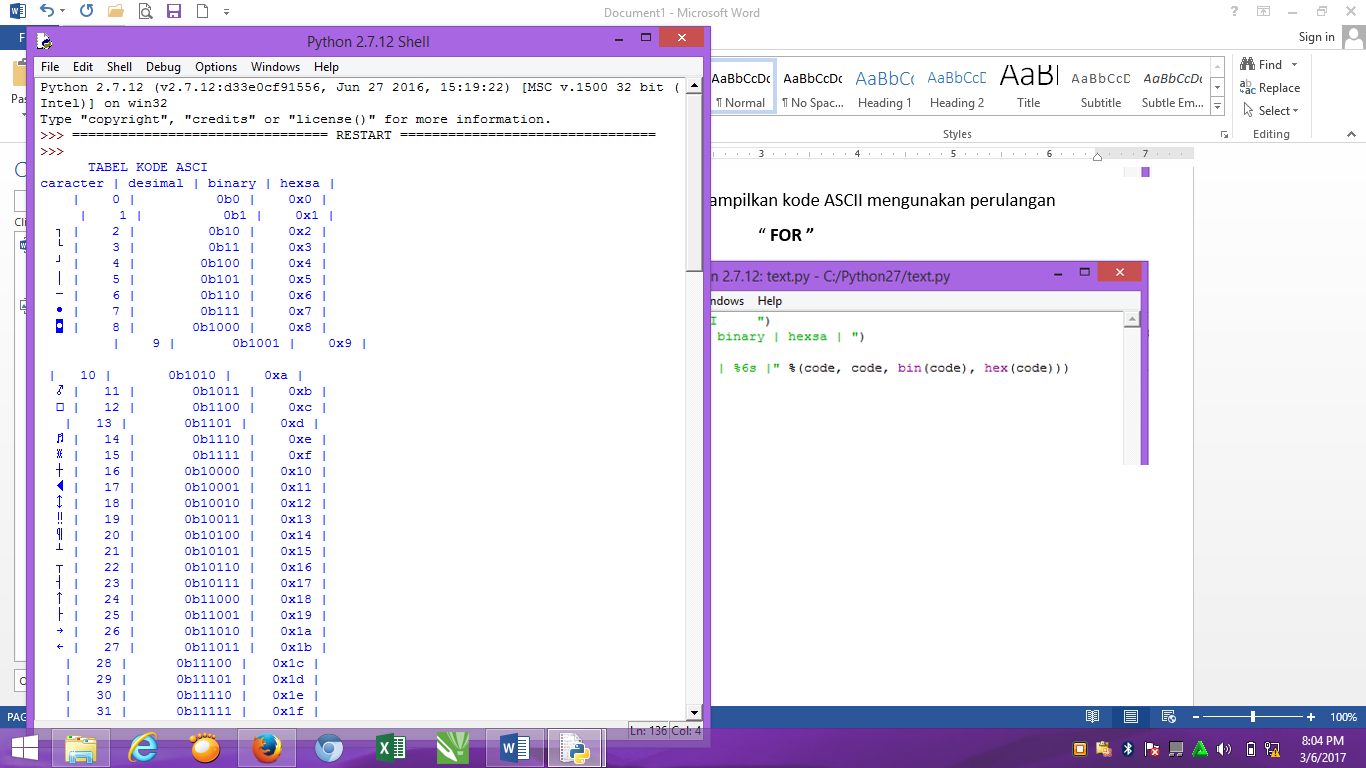 Document1 - Microsoft Word
Sign in
Python 2.7.12 Shell
File Edit Shell Debug Options Windows Help
Python 2.7.12 (v2.7.12:d33e0cf91556, Jun 27 2016, 15:19:22) [MSC v.1500 32 bit (
Intel)] on win32
Type "copyright", "credits" or "license()" for more information.
>>> ================================ RESTART ================================
>>>
TABEL KODE ASCI
caracter | desimal | binary | hexsa |
| 0 | 0b0 | 0x0 |
| 1 | 0b1 | 0x1 |
┐ | 2 | 0b10 | 0x2 |
└ | 3 | 0b11 | 0x3 |
┘ | 4 | 0b100 | 0x4 |
│ | 5 | 0b101 | 0x5 |
─ | 6 | 0b110 | 0x6 |
• | 7 | 0b111 | 0x7 |
◘ | 8 | 0b1000 | 0x8 |
| 9 | 0b1001 | 0x9 |
| 10 | 0b1010 | 0xa |
♂ | 11 | 0b1011 | 0xb |
□ | 12 | 0b1100 | 0xc |
| 13 | 0b1101 | 0xd |
♬ | 14 | 0b1110 | 0xe |
¤ | 15 | 0b1111 | 0xf |
┼ | 16 | 0b10000 | 0x10 |
◄ | 17 | 0b10001 | 0x11 |
↕ | 18 | 0b10010 | 0x12 |
‼ | 19 | 0b10011 | 0x13 |
¶ | 20 | 0b10100 | 0x14 |
┴ | 21 | 0b10101 | 0x15 |
┬ | 22 | 0b10110 | 0x16 |
┤ | 23 | 0b10111 | 0x17 |
↑ | 24 | 0b11000 | 0x18 |
├ | 25 | 0b11001 | 0x19 |
→ | 26 | 0b11010 | 0x1a |
← | 27 | 0b11011 | 0x1b |
| 28 | 0b11100 | 0x1c |
| 29 | 0b11101 | 0x1d |
| 30 | 0b11110 | 0x1e |
| 31 | 0b11111 | 0x1f |
Ln: 136 Col: 4
AaBbCcDc AaBbCcDc AaBbCc AaBbCcD AaBl AaBbCcD AaBbCcDc
¶ Normal ¶ No Spac... Heading 1 Heading 2 Title Subtitle Subtle Em...
Styles
Find
Replace
Select
Editing
3 4 5 6 7
ampilkan kode ASCII mengunakan perulangan
“ FOR ”
n 2.7.12: text.py - C:/Python27/text.py
ndows Help
I ")
binary | hexsa | ")
| %6s |" %(code, code, bin(code), hex(code)))
PAG
100%
8:04 PM
3/6/2017